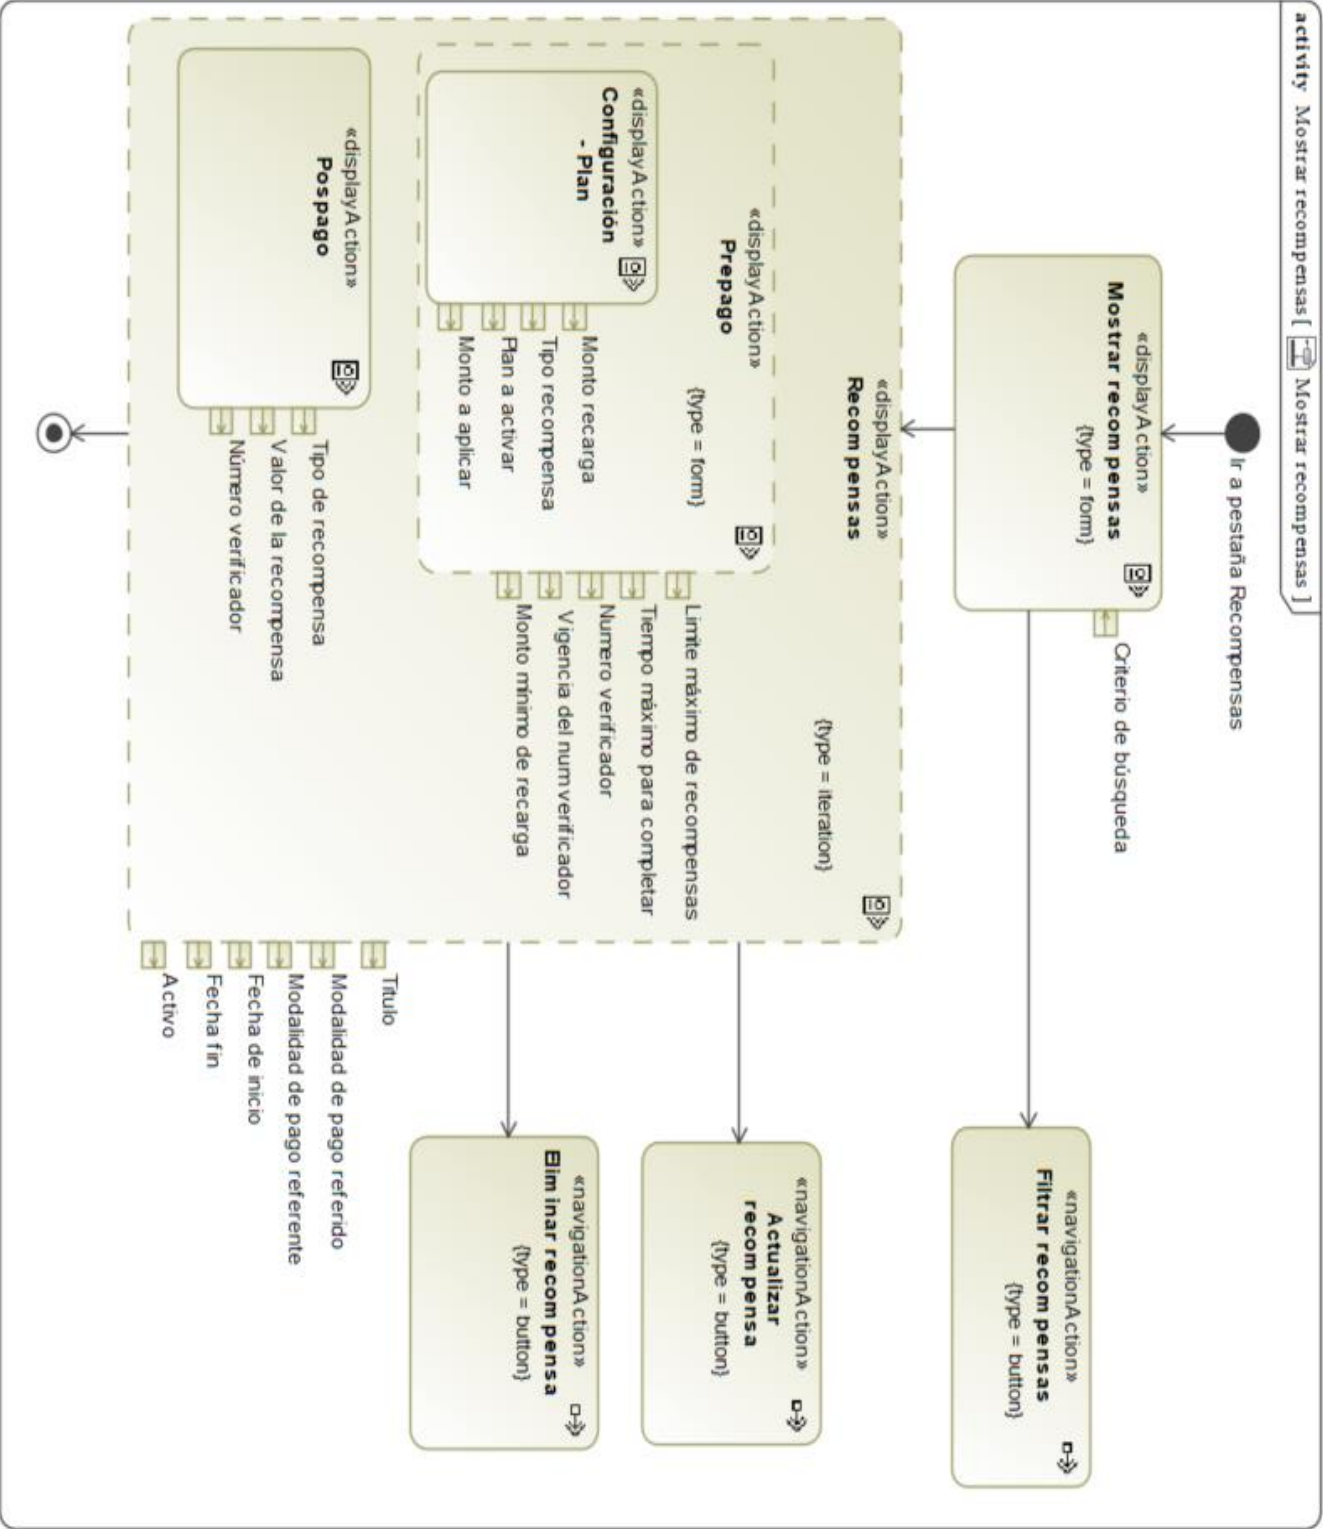 activity Mostrar recompensas[ Mostrar recompensas ]
Ir a pestaña Recompensas
«displayAction»
Mostrar recompensas
{type = form}
Criterio de búsqueda
«navigationAction»
Filtrar recompensas
{type = button}
«displayAction»
Recompensas
{type = iteration}
«displayAction»
Prepago
{type = form}
«displayAction»
Configuración
- Plan
Monto recarga
Tipo recompensa
Plan a activar
Monto a aplicar
Limite máximo de recompensas
Tiempo máximo para completar
Numero verificador
Vigencia del num verificador
Monto mínimo de recarga
«navigationAction»
Actualizar
recompensa
{type = button}
«navigationAction»
Eliminar recompensa
{type = button}
«displayAction»
Pospago
Tipo de recompensa
Valor de la recompensa
Número verificador
Titulo
Modalidad de pago referido
Modalidad de pago referente
Fecha de inicio
Fecha fin
Activo